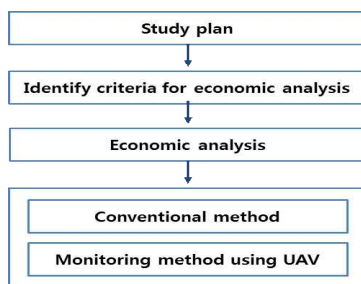 Study plan
Identify criteria for economic analysis
Economic analysis
Conventional method
Monitoring method using UAV